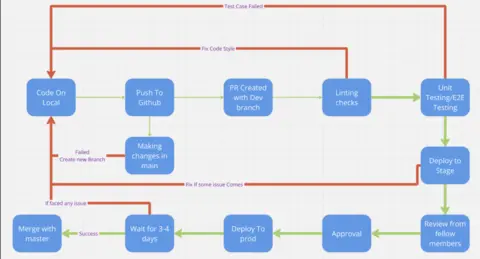 Test Case Failed
Fix Code Style
Code On
Local
Push To
Github
PR Created
with Dev
branch
Linting
checks
Unit
Testing/E2E
Testing
Failed
Create new Branch
Making
changes in
main
Deploy to
Stage
Fix If some issue Comes
If faced any issue
Merge with
master
Success
Wait for 3-4
days
Deploy To
prod
Approval
Review from
fellow
members